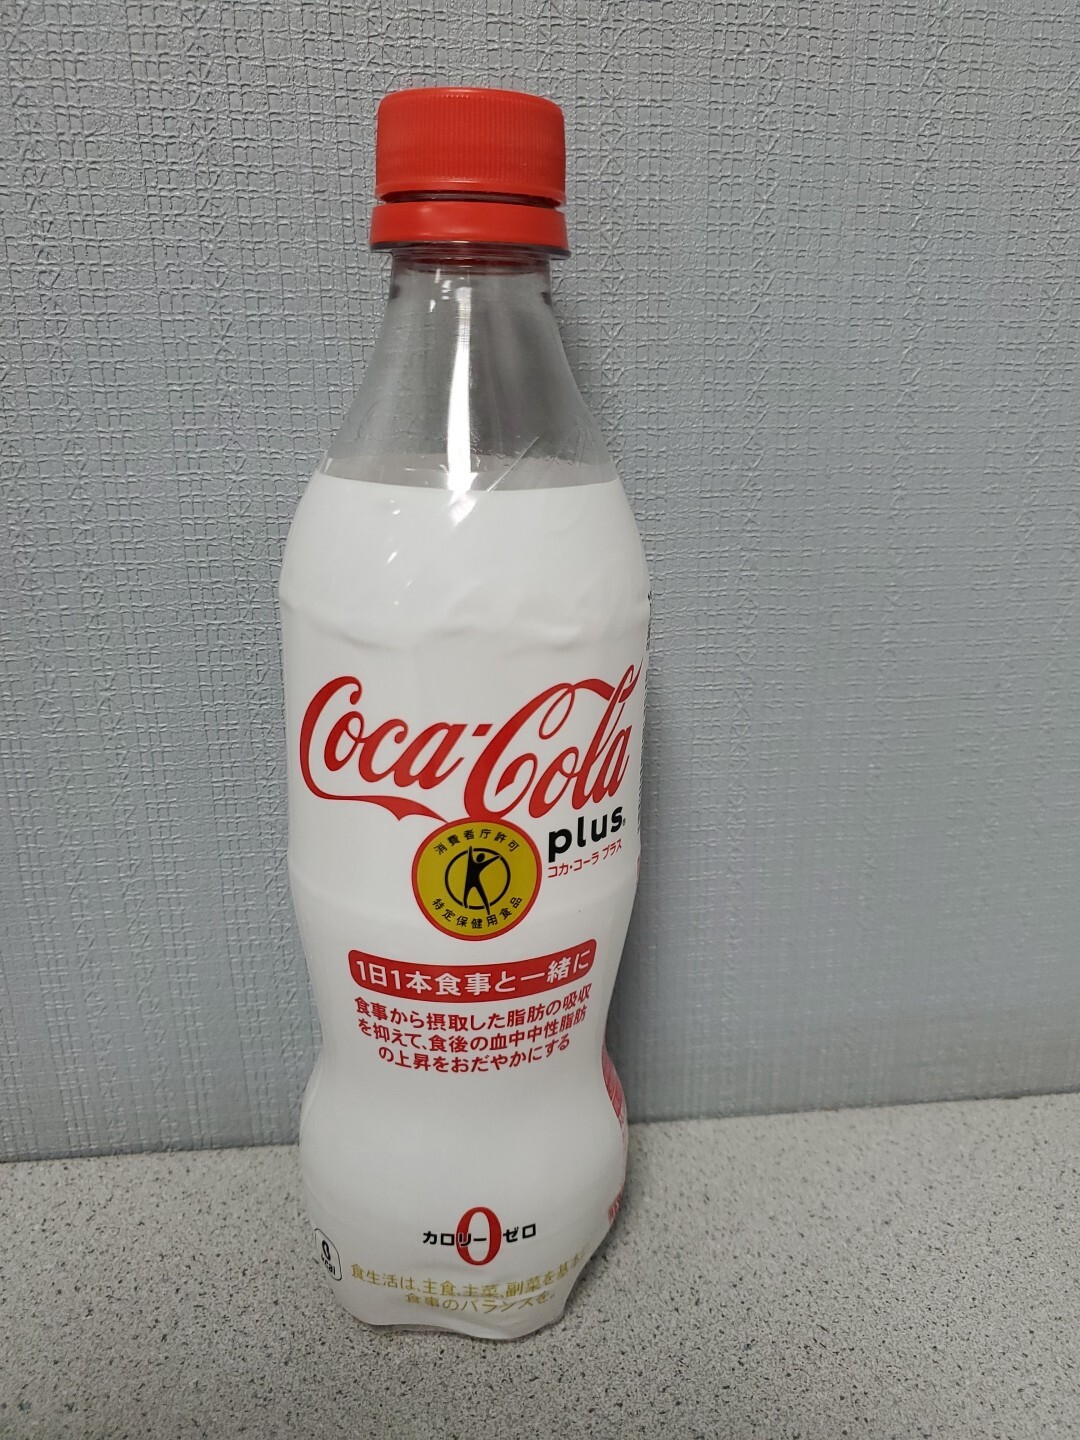 Coca-Cola
plus
コカ・コーラ プラス
消費者庁許可
特定保健用食品
1日1本食事と一緒に
食事から摂取した脂肪の吸収
を抑えて、食後の血中中性脂肪
の上昇をおだやかにする
カロリー0ゼロ
0
kcal
食生活は、主食、主菜、副菜を基本
食事のバランスを。